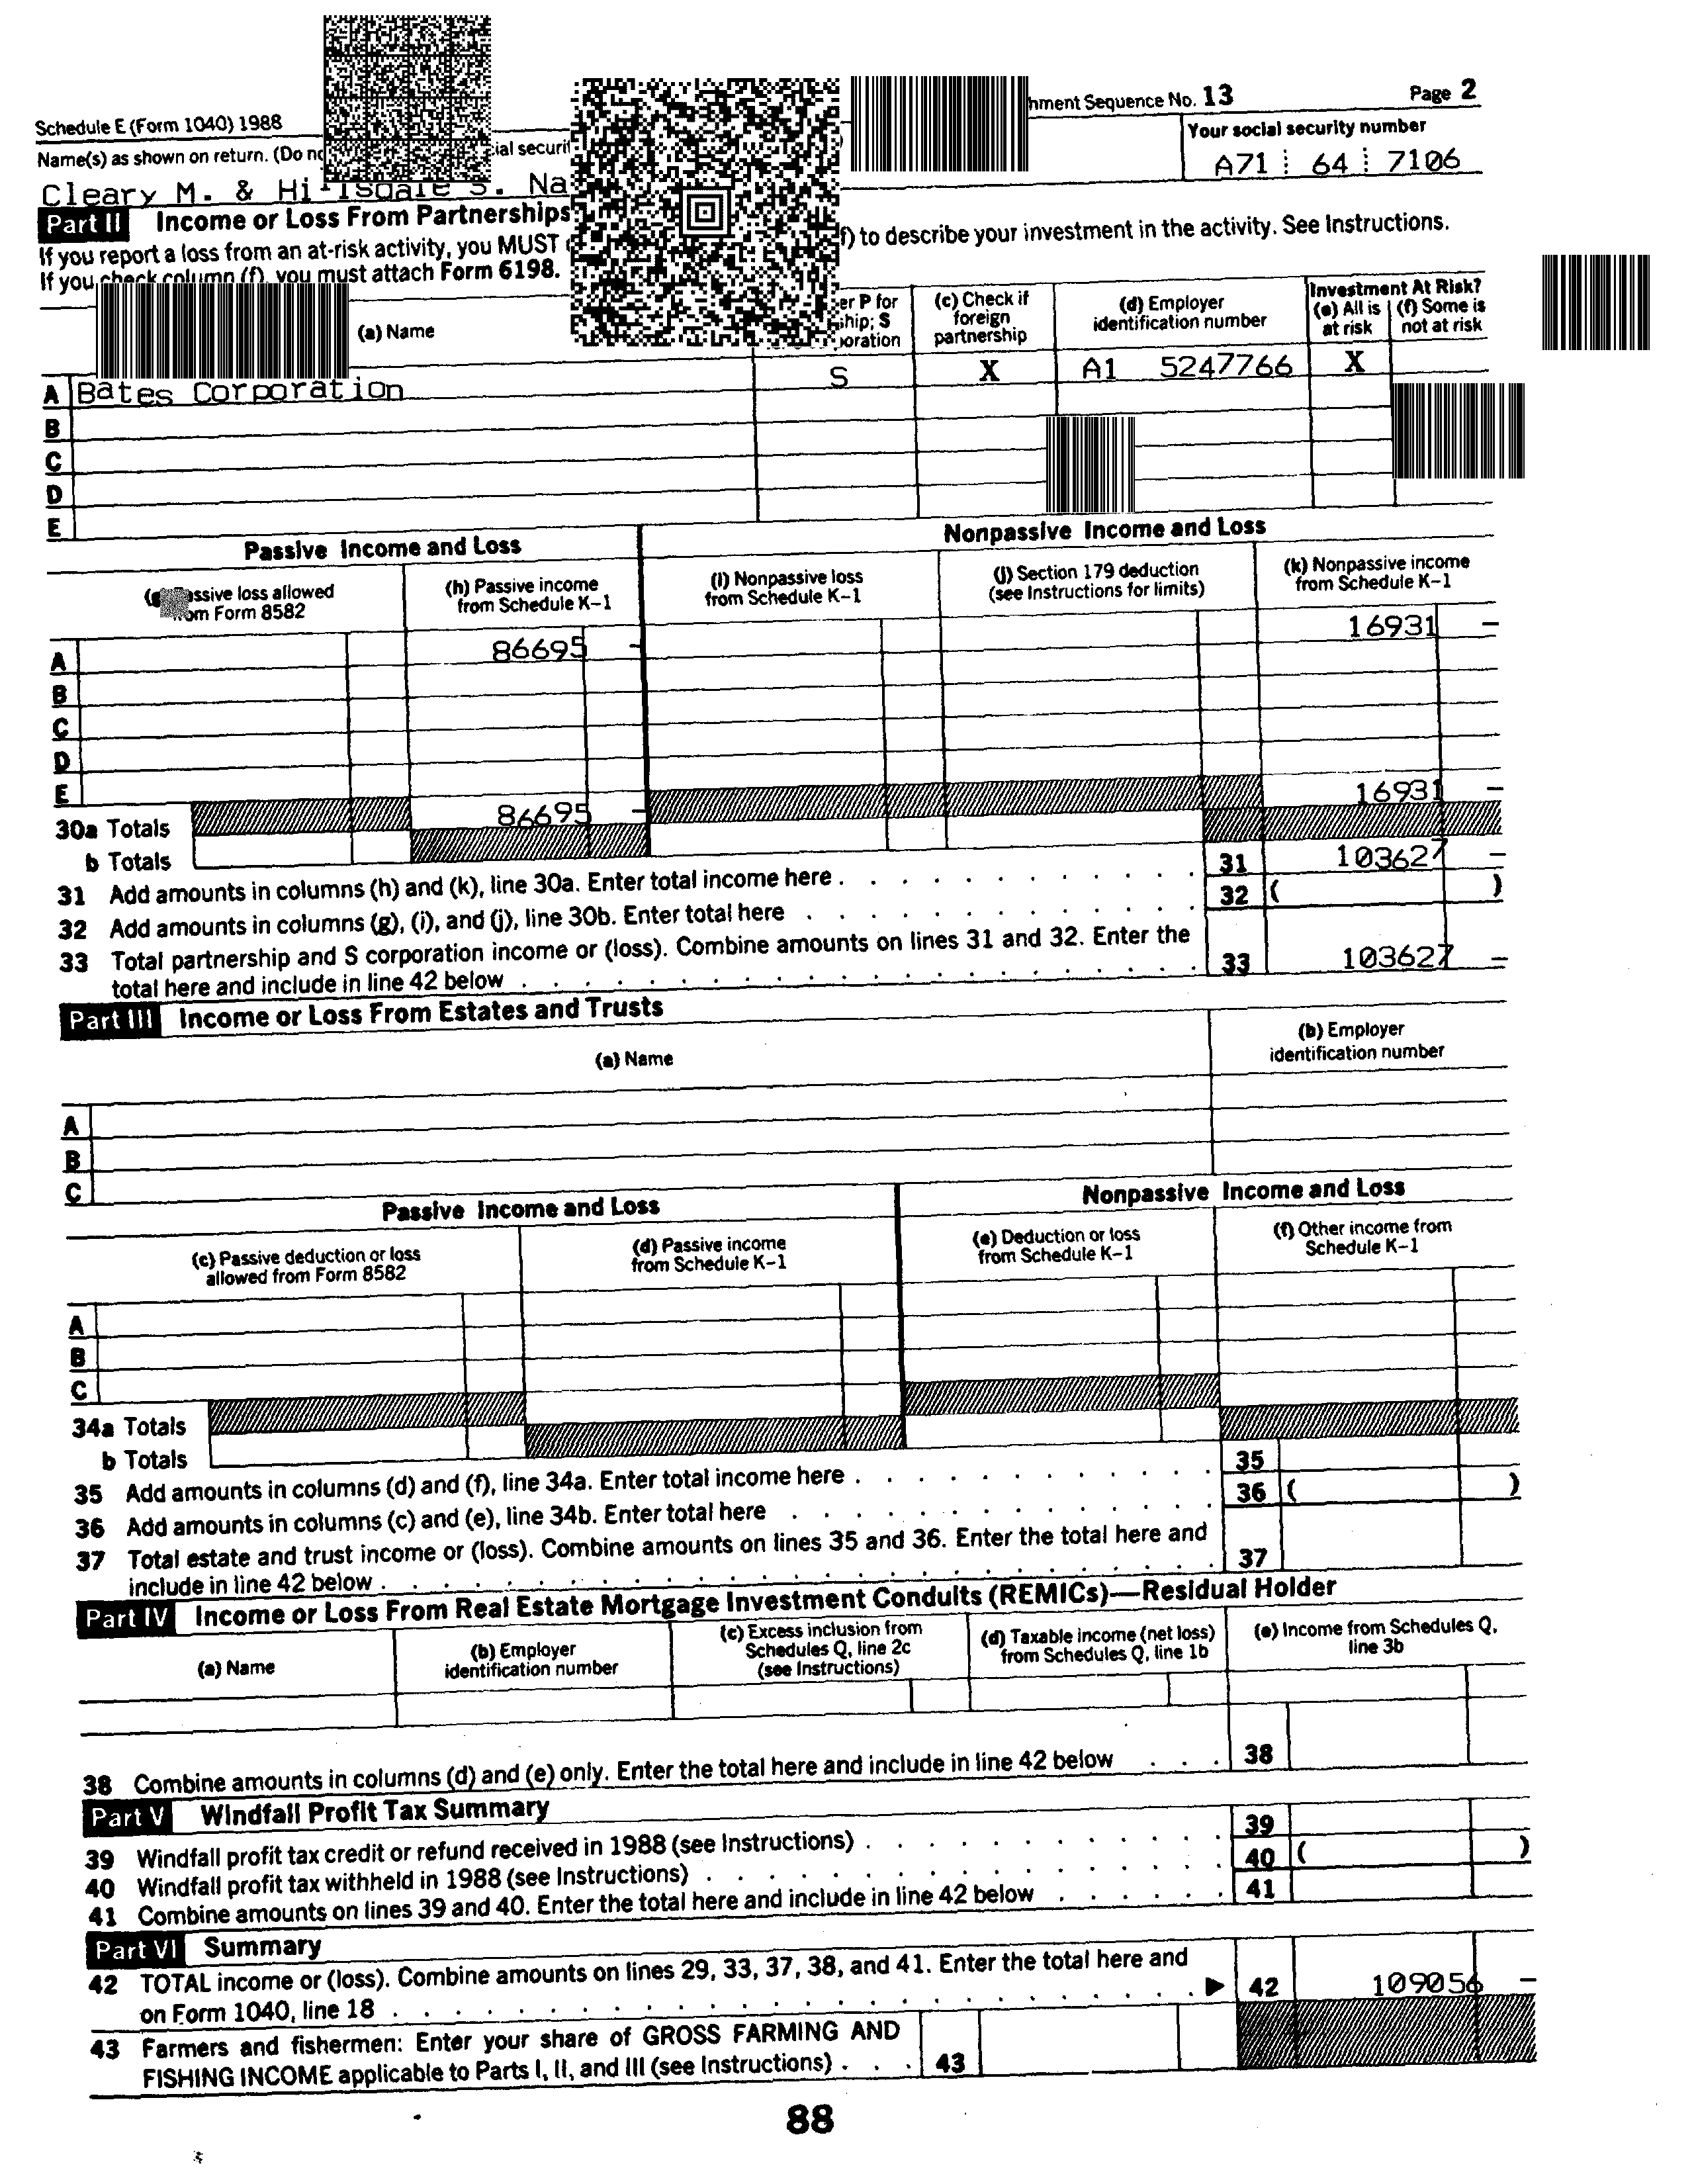 hment Sequence No. 13 Page 2
Schedule E (Form 1040) 1988
Your social security number
Name(s) as shown on return. (Do ial securit
A71 64 7106
Cleary M. &
Part II Income or Loss From Partnerships
If you report a loss from an at-risk activity, you MUST f) to describe your investment in the activity. See Instructions.
If you check column (f), you must attach Form 6198.
(a) Name er P for ship; S poration (c) Check if foreign partnership (d) Employer identification number Investment At Risk? (e) All is at risk (f) Some is not at risk
A Bates Corporation S X A1 5247766 X
B
C
D
E
Passive Income and Loss Nonpassive Income and Loss
assive loss allowed om Form 8582 (h) Passive income from Schedule K-1 (i) Nonpassive loss from Schedule K-1 (j) Section 179 deduction (see Instructions for limits) (k) Nonpassive income from Schedule K-1
A 86695 - 16931 -
B
C
D
E
30a Totals 86695 - 16931 -
b Totals
31 Add amounts in columns (h) and (k), line 30a. Enter total income here . . . 31 103627 -
32 Add amounts in columns (g), (i), and (j), line 30b. Enter total here . . . 32 ( )
33 Total partnership and S corporation income or (loss). Combine amounts on lines 31 and 32. Enter the
total here and include in line 42 below . . . 33 103627 -
Part III Income or Loss From Estates and Trusts
(a) Name (b) Employer identification number
A
B
C
Passive Income and Loss Nonpassive Income and Loss
(c) Passive deduction or loss allowed from Form 8582 (d) Passive income from Schedule K-1 (e) Deduction or loss from Schedule K-1 (f) Other income from Schedule K-1
A
B
C
34a Totals
b Totals
35 Add amounts in columns (d) and (f), line 34a. Enter total income here . . . 35
36 Add amounts in columns (c) and (e), line 34b. Enter total here . . . 36 ( )
37 Total estate and trust income or (loss). Combine amounts on lines 35 and 36. Enter the total here and
include in line 42 below . . . 37
Part IV Income or Loss From Real Estate Mortgage Investment Conduits (REMICs)—Residual Holder
(a) Name (b) Employer identification number (c) Excess inclusion from Schedules Q, line 2c (see Instructions) (d) Taxable income (net loss) from Schedules Q, line 1b (e) Income from Schedules Q, line 3b
38 Combine amounts in columns (d) and (e) only. Enter the total here and include in line 42 below . . . 38
Part V Windfall Profit Tax Summary
39 Windfall profit tax credit or refund received in 1988 (see Instructions) . . . 39
40 Windfall profit tax withheld in 1988 (see Instructions) . . . 40 ( )
41 Combine amounts on lines 39 and 40. Enter the total here and include in line 42 below . . . 41
Part VI Summary
42 TOTAL income or (loss). Combine amounts on lines 29, 33, 37, 38, and 41. Enter the total here and
on Form 1040, line 18 . . . ▶ 42 109056 -
43 Farmers and fishermen: Enter your share of GROSS FARMING AND
FISHING INCOME applicable to Parts I, II, and III (see Instructions) . . . 43
88